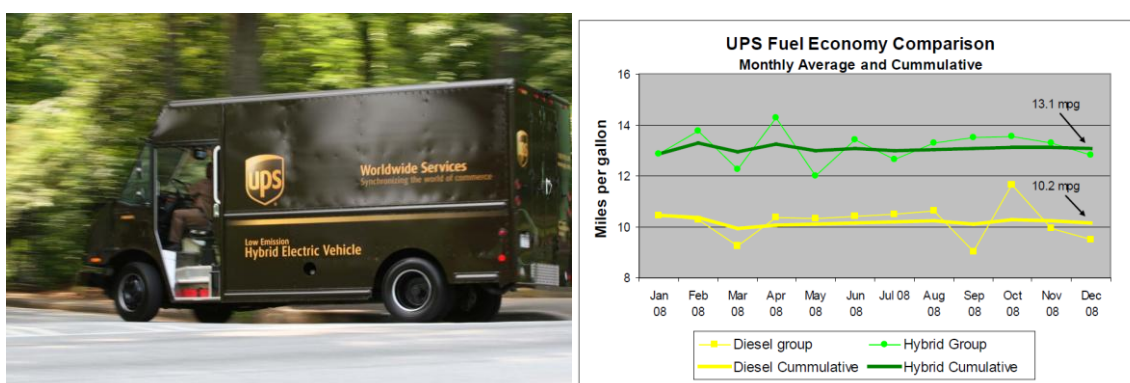 ups
Worldwide Services
Synchronizing the world of commerce
Low Emission
Hybrid Electric Vehicle
UPS Fuel Economy Comparison
Monthly Average and Cummulative
Miles per gallon
16
14
12
10
8
13.1 mpg
10.2 mpg
Jan 08
Feb 08
Mar 08
Apr 08
May 08
Jun 08
Jul 08
Aug 08
Sep 08
Oct 08
Nov 08
Dec 08
Diesel group
Hybrid Group
Diesel Cummulative
Hybrid Cumulative